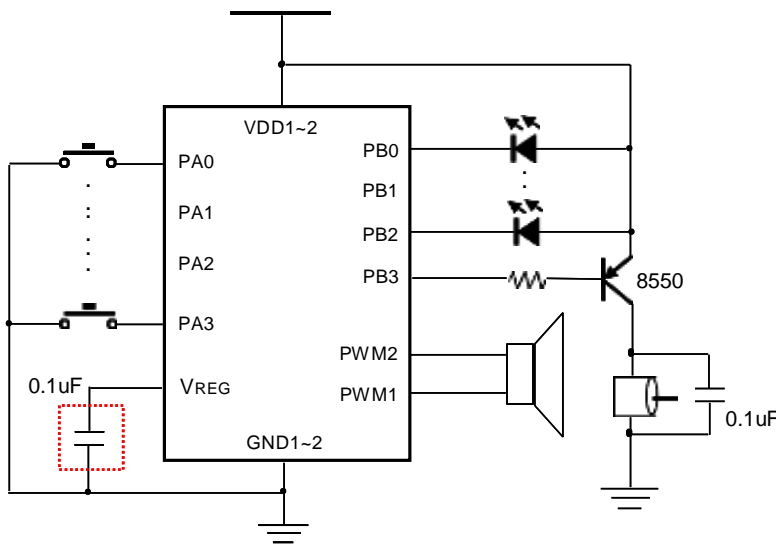 VDD1~2
PA0
PA1
PA2
PA3
VREG
GND1~2
PB0
PB1
PB2
PB3
PWM2
PWM1
8550
0.1uF
0.1uF